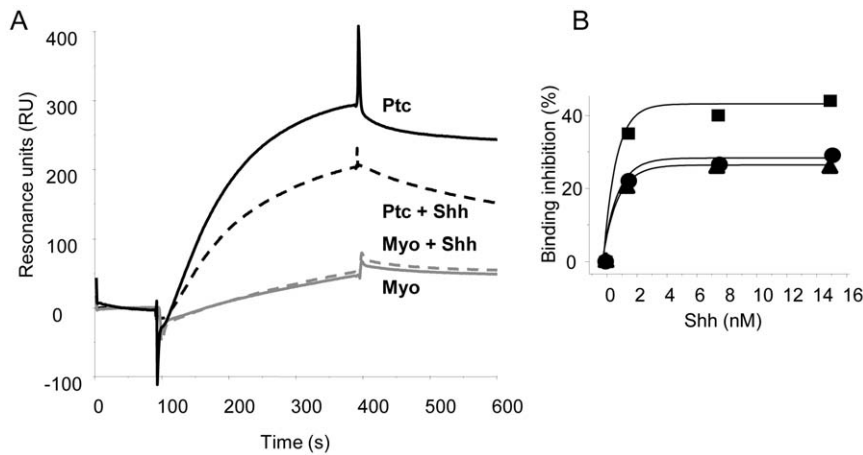 A
Resonance units (RU)
400
300
200
100
0
-100
Ptc
Ptc + Shh
Myo + Shh
Myo
0 100 200 300 400 500 600
Time (s)
B
Binding inhibition (%)
40
20
0
0 2 4 6 8 10 12 14 16
Shh (nM)